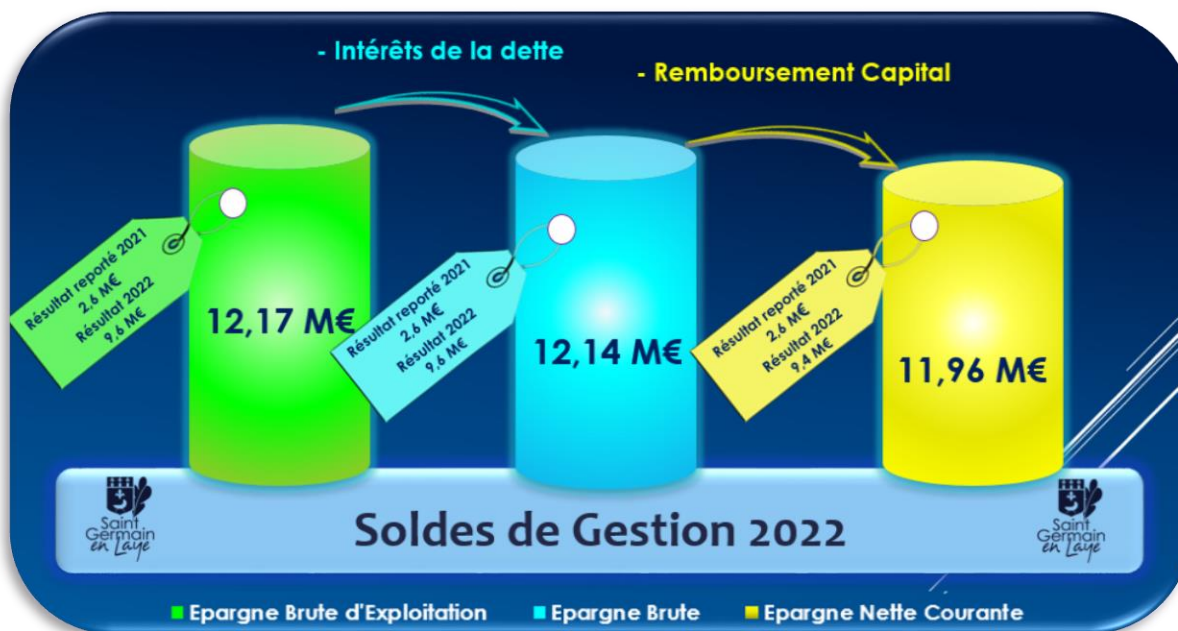 - Intérêts de la dette
- Remboursement Capital
Résultat reporté 2021
2,6 M€
Résultat 2022
9,6 M€
12,17 M€
Résultat reporté 2021
2,6 M€
Résultat 2022
9,6 M€
12,14 M€
Résultat reporté 2021
2,6 M€
Résultat 2022
9,4 M€
11,96 M€
Saint
Germain
en Laye
Soldes de Gestion 2022
Saint
Germain
en Laye
Epargne Brute d'Exploitation
Epargne Brute
Epargne Nette Courante